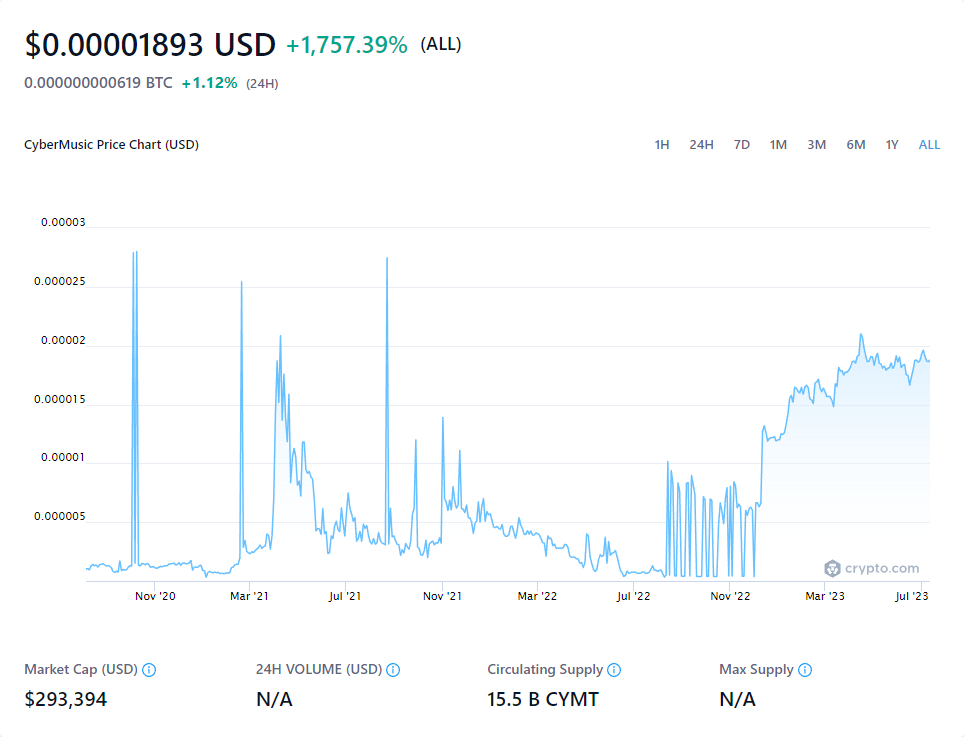 $0.00001893 USD +1,757.39% (ALL)
0.000000000619 BTC +1.12% (24H)
CyberMusic Price Chart (USD) 1H 24H 7D 1M 3M 6M 1Y ALL
0.00003
0.000025
0.00002
0.000015
0.00001
0.000005
crypto.com
Nov '20 Mar '21 Jul '21 Nov '21 Mar '22 Jul '22 Nov '22 Mar '23 Jul '23
Market Cap (USD) 24H VOLUME (USD) Circulating Supply Max Supply
$293,394 N/A 15.5 B CYMT N/A